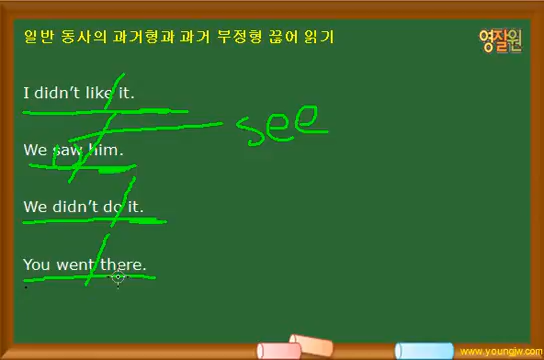 일반 동사의 과거형과 과거 부정형 끊어 읽기
영잘원
I didn't like it.
see
We saw him.
We didn't do it.
You went there.
www.youngjw.com